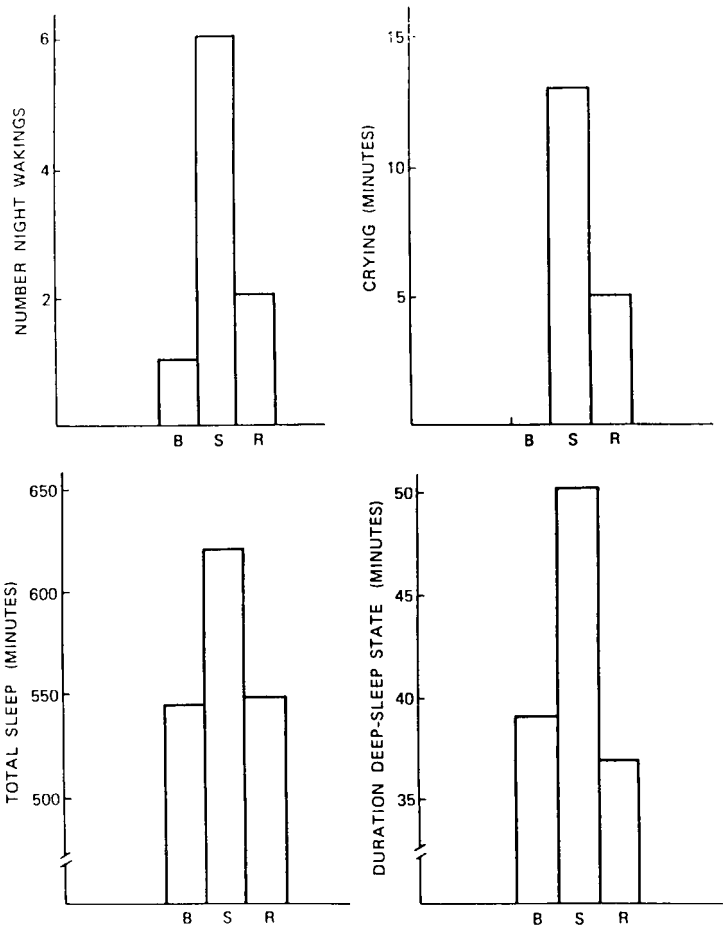 NUMBER NIGHT WAKINGS
6
4
2
B S R
CRYING (MINUTES)
15
10
5
B S R
TOTAL SLEEP (MINUTES)
650
600
550
500
B S R
DURATION DEEP-SLEEP STATE (MINUTES)
50
45
40
35
B S R